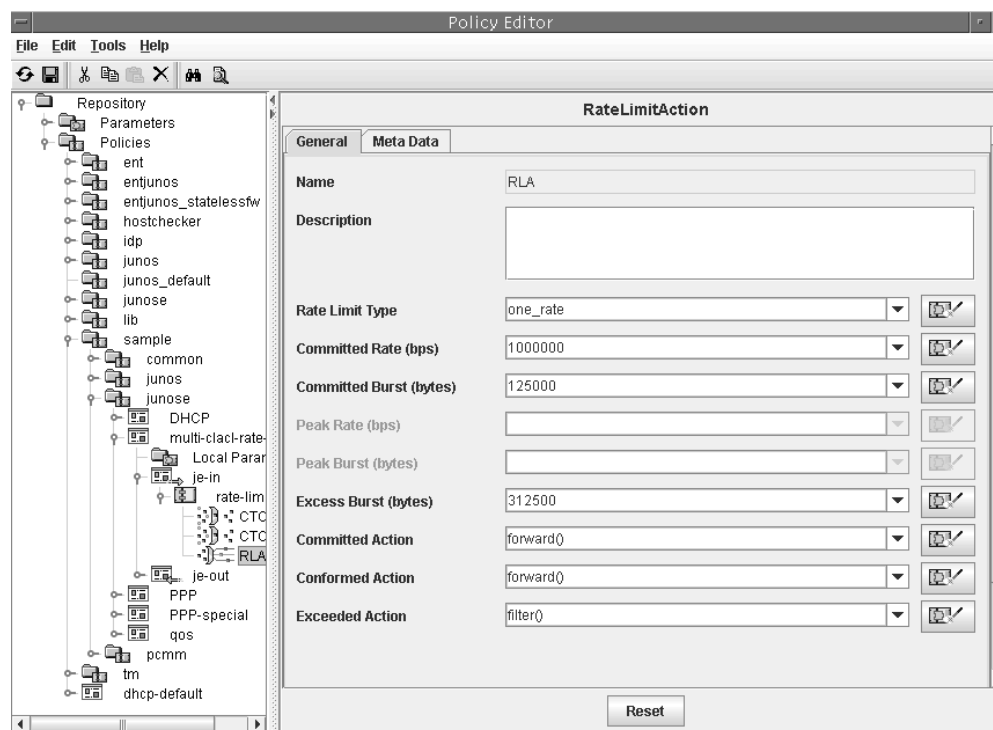 Policy Editor
File Edit Tools Help
Repository
Parameters
Policies
ent
entjunos
entjunos_statelessfw
hostchecker
idp
junos
junos_default
junose
lib
sample
common
junos
junose
DHCP
multi-clacl-rate-
Local Parar
je-in
rate-lim
CTC
CTC
RLA
je-out
PPP
PPP-special
qos
pcmm
tm
dhcp-default
RateLimitAction
General Meta Data
Name RLA
Description
Rate Limit Type one_rate
Committed Rate (bps) 1000000
Committed Burst (bytes) 125000
Peak Rate (bps)
Peak Burst (bytes)
Excess Burst (bytes) 312500
Committed Action forward()
Conformed Action forward()
Exceeded Action filter()
Reset